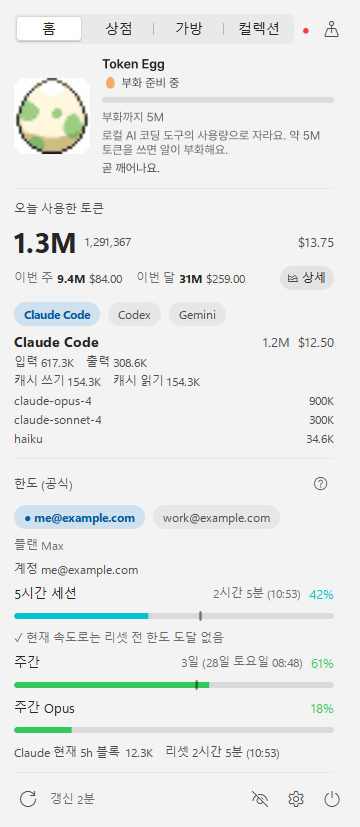 홈 상점 가방 컬렉션
Token Egg
부화 준비 중
부화까지 5M
로컬 AI 코딩 도구의 사용량으로 자라요. 약 5M
토큰을 쓰면 알이 부화해요.
곧 깨어나요.
오늘 사용한 토큰
1.3M 1,291,367 $13.75
이번 주 9.4M $84.00 이번 달 31M $259.00 상세
Claude Code Codex Gemini
Claude Code 1.2M $12.50
입력 617.3K 출력 308.6K
캐시 쓰기 154.3K 캐시 읽기 154.3K
claude-opus-4 900K
claude-sonnet-4 300K
haiku 34.6K
한도 (공식)
● me@example.com work@example.com
플랜 Max
계정 me@example.com
5시간 세션 2시간 5분 (10:53) 42%
✓ 현재 속도로는 리셋 전 한도 도달 없음
주간 3일 (28일 토요일 08:48) 61%
주간 Opus 18%
Claude 현재 5h 블록 12.3K 리셋 2시간 5분 (10:53)
갱신 2분